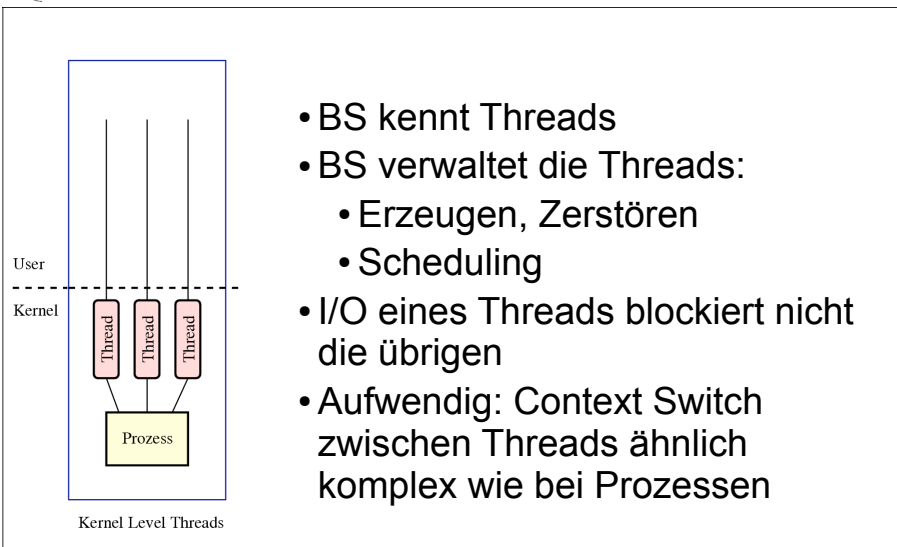 • BS kennt Threads
• BS verwaltet die Threads:
• Erzeugen, Zerstören
• Scheduling
• I/O eines Threads blockiert nicht
die übrigen
• Aufwendig: Context Switch
zwischen Threads ähnlich
komplex wie bei Prozessen
User
Kernel
Thread
Thread
Thread
Prozess
Kernel Level Threads